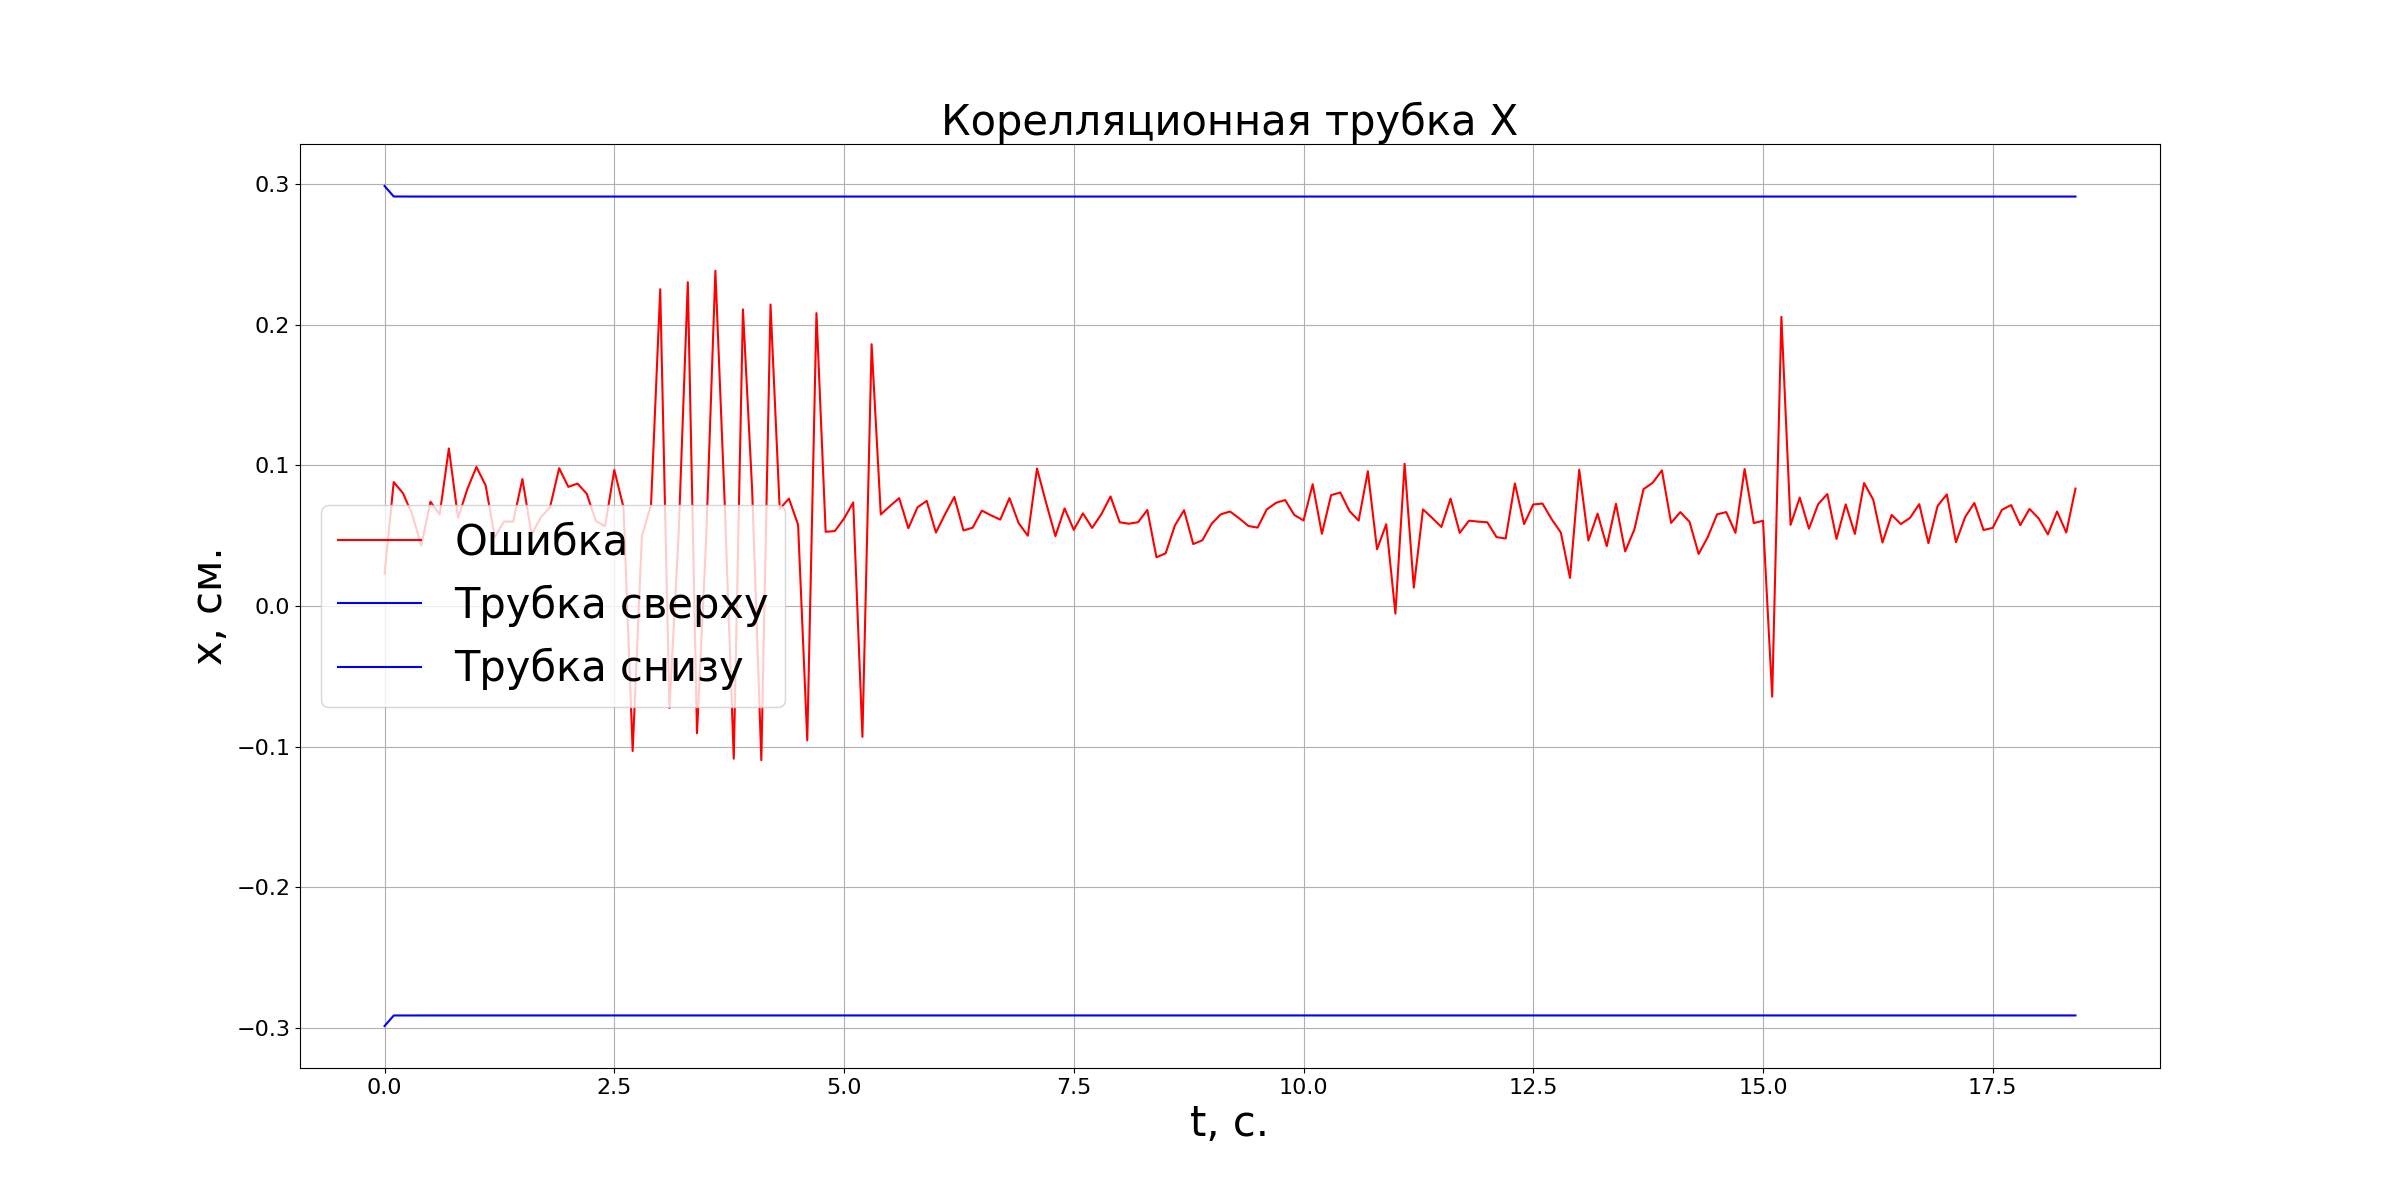 Корелляционная трубка X
x, см.
0.3
0.2
0.1
0.0
−0.1
−0.2
−0.3
Ошибка
Трубка сверху
Трубка снизу
0.0 2.5 5.0 7.5 10.0 12.5 15.0 17.5
t, с.